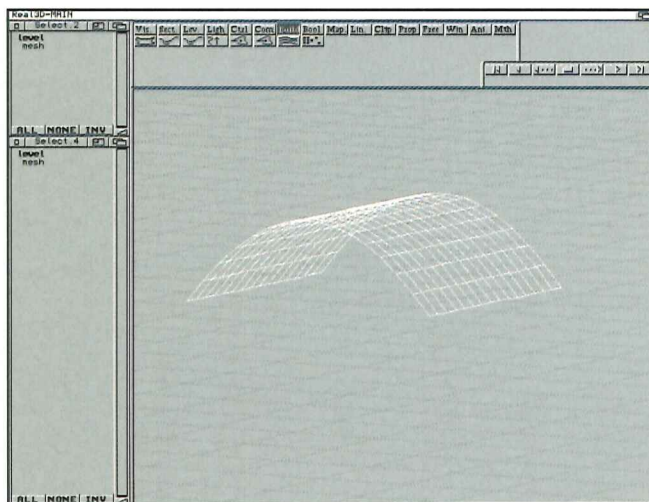 Real3D-MAIN
Select.2
level
mesh
ALL NONE INV
Select.4
level
mesh
ALL NONE INV
Vis. Sect. Lev. Ligh Ctrl Com Bool Map Lin. Clip Prop Free Win. Ani. Mth